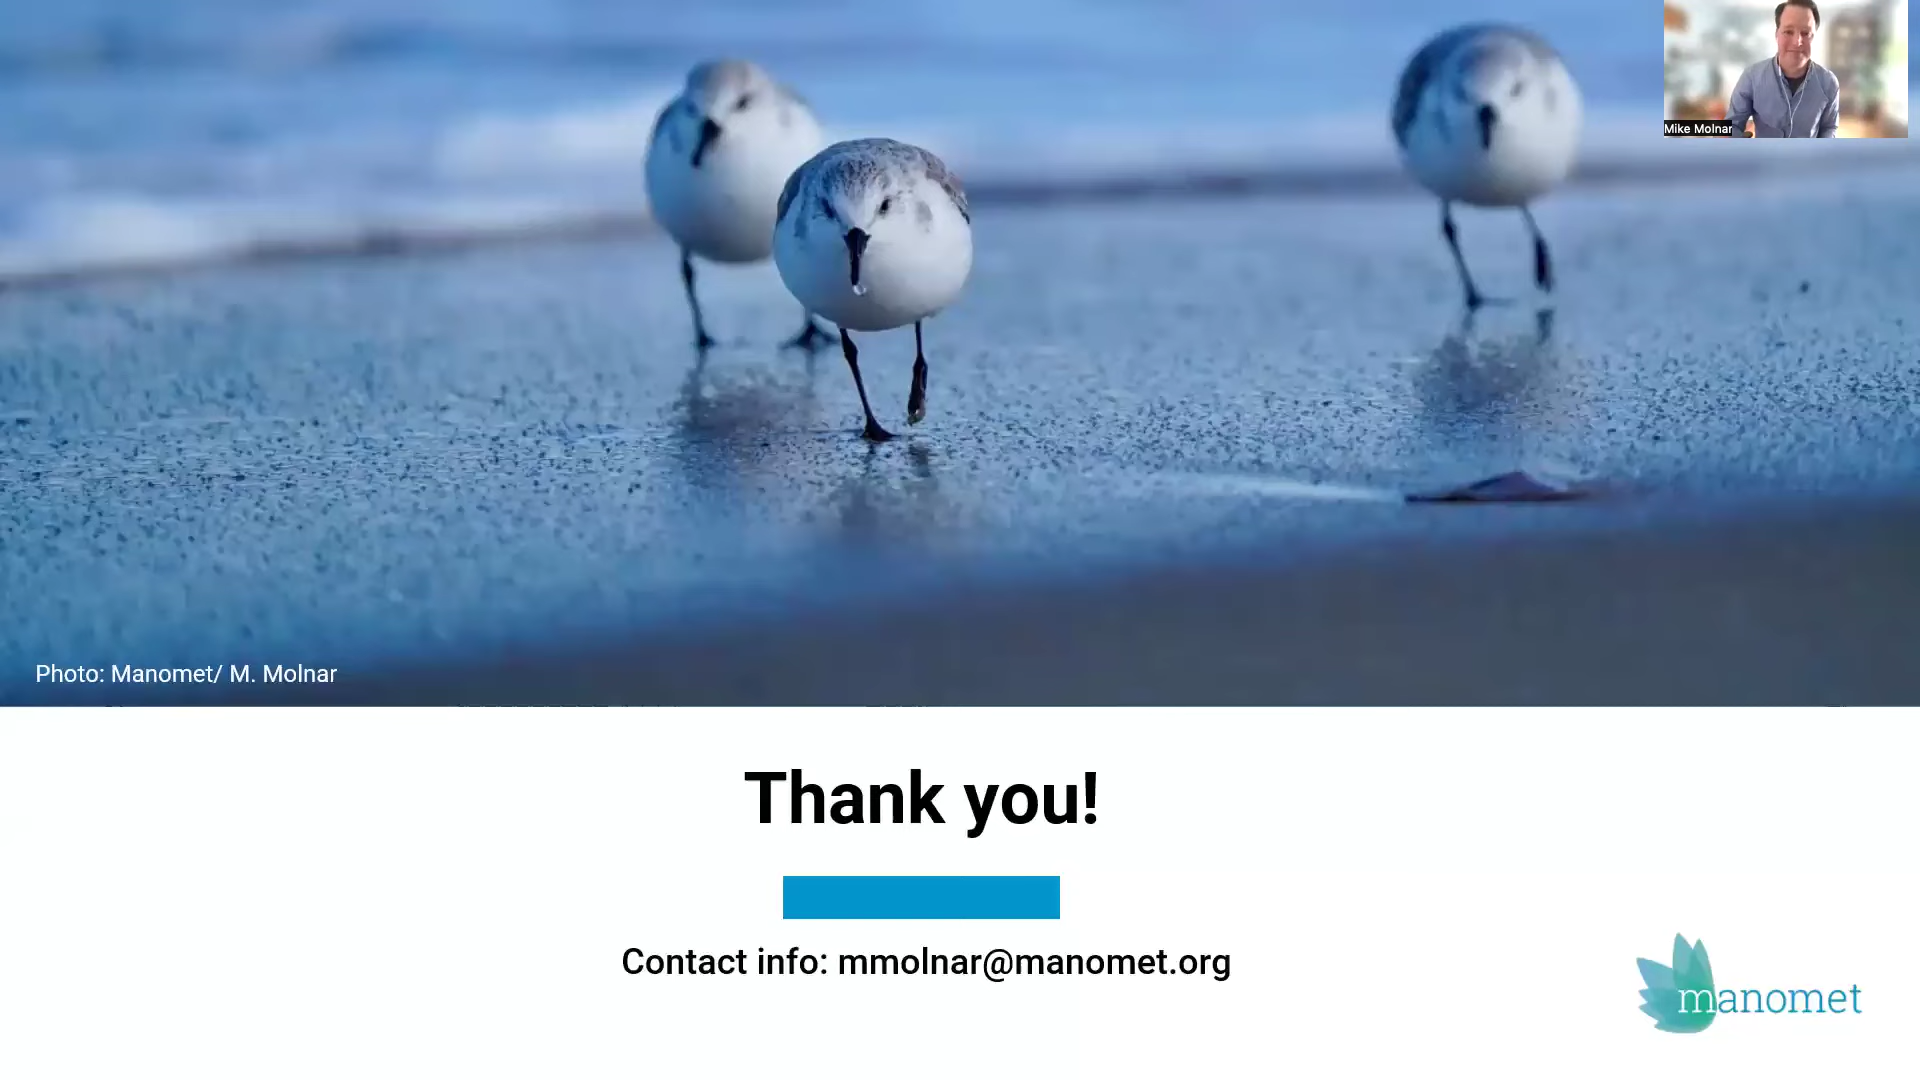 Mike Molnar
Photo: Manomet/ M. Molnar
Thank you!
Contact info: mmolnar@manomet.org
manomet